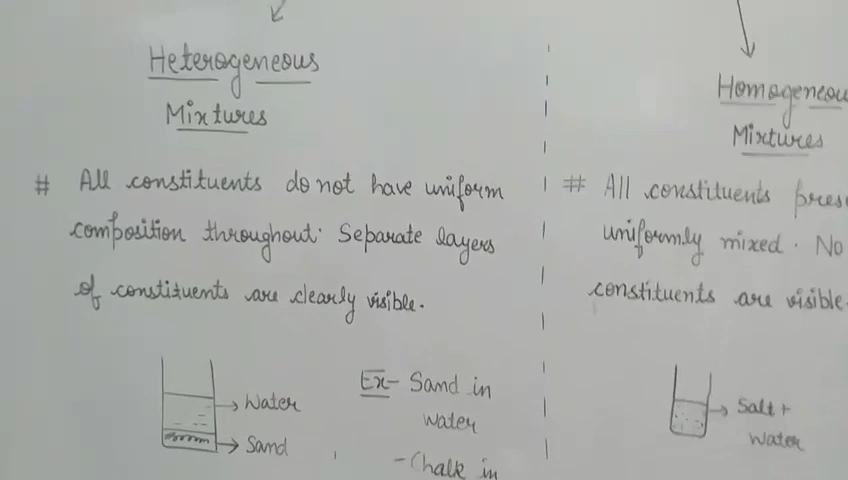 Heterogeneous
Mixtures
# All constituents do not have uniform
composition throughout. Separate layers
of constituents are clearly visible.
Water
Sand
Ex- Sand in
water
- Chalk in
Homogeneou
Mixtures
# All constituents pres
uniformly mixed. No
constituents are visible.
Salt +
Water